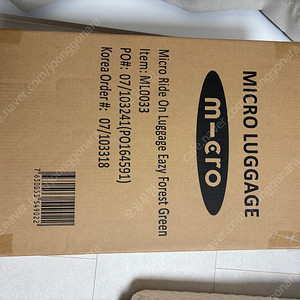 MICRO LUGGAGE
micro
Micro Ride On Luggage Eazy Forest Green
Item: ML0033
PO#: 07/103241(PO164591)
Korea Order #: 07/103318